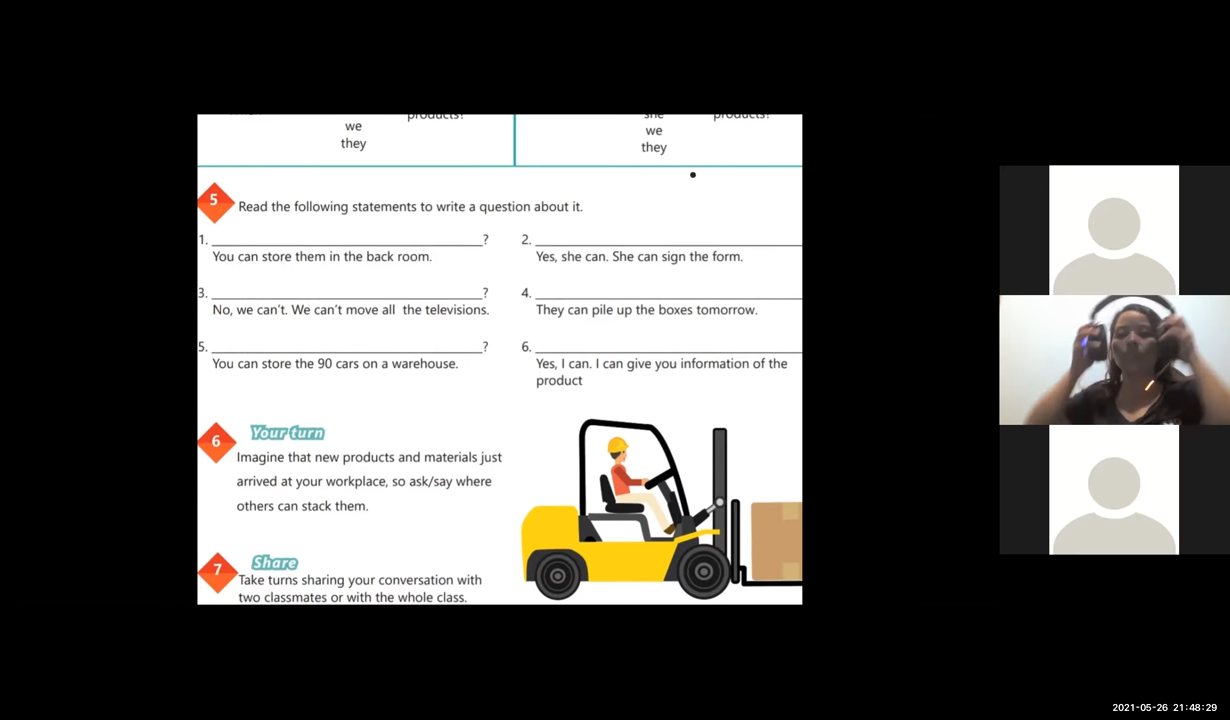 products?
she
products?
we
we
they
they
5
Read the following statements to write a question about it.
1. ?
2.
You can store them in the back room.
Yes, she can. She can sign the form.
3. ?
4.
No, we can't. We can't move all the televisions.
They can pile up the boxes tomorrow.
5. ?
6.
You can store the 90 cars on a warehouse.
Yes, I can. I can give you information of the
product
6
Your turn
Imagine that new products and materials just
arrived at your workplace, so ask/say where
others can stack them.
7
Share
Take turns sharing your conversation with
two classmates or with the whole class.
2021-05-26 21:48:29